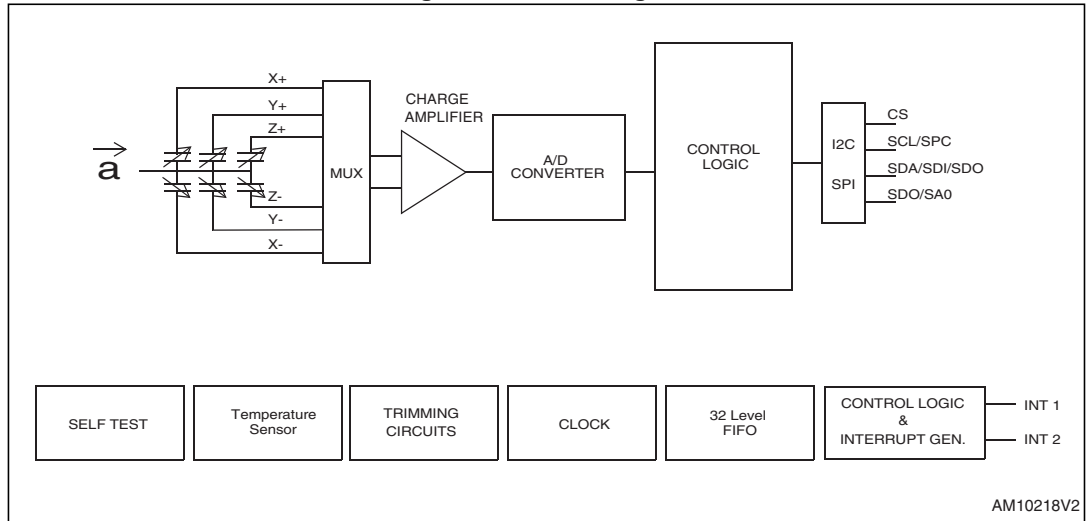 X+
Y+
Z+
a
Z-
Y-
X-
MUX
CHARGE
AMPLIFIER
A/D
CONVERTER
CONTROL
LOGIC
I2C
SPI
CS
SCL/SPC
SDA/SDI/SDO
SDO/SA0
SELF TEST
Temperature
Sensor
TRIMMING
CIRCUITS
CLOCK
32 Level
FIFO
CONTROL LOGIC
&
INTERRUPT GEN.
INT 1
INT 2
AM10218V2